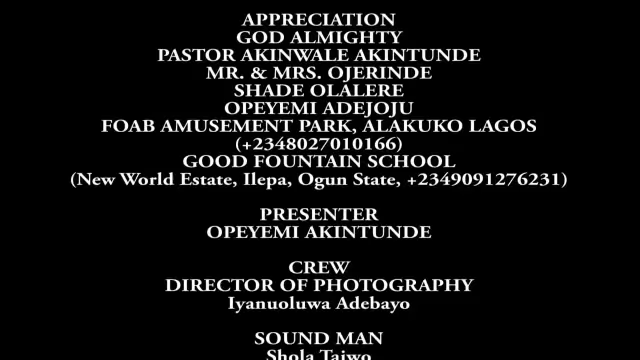 APPRECIATION
GOD ALMIGHTY
PASTOR AKINWALE AKINTUNDE
MR. & MRS. OJERINDE
SHADE OLALERE
OPEYEMI ADEJOJU
FOAB AMUSEMENT PARK, ALAKUKO LAGOS
(+2348027010166)
GOOD FOUNTAIN SCHOOL
(New World Estate, Ilepa, Ogun State, +2349091276231)
PRESENTER
OPEYEMI AKINTUNDE
CREW
DIRECTOR OF PHOTOGRAPHY
Iyanuoluwa Adebayo
SOUND MAN
Shola Taiwo